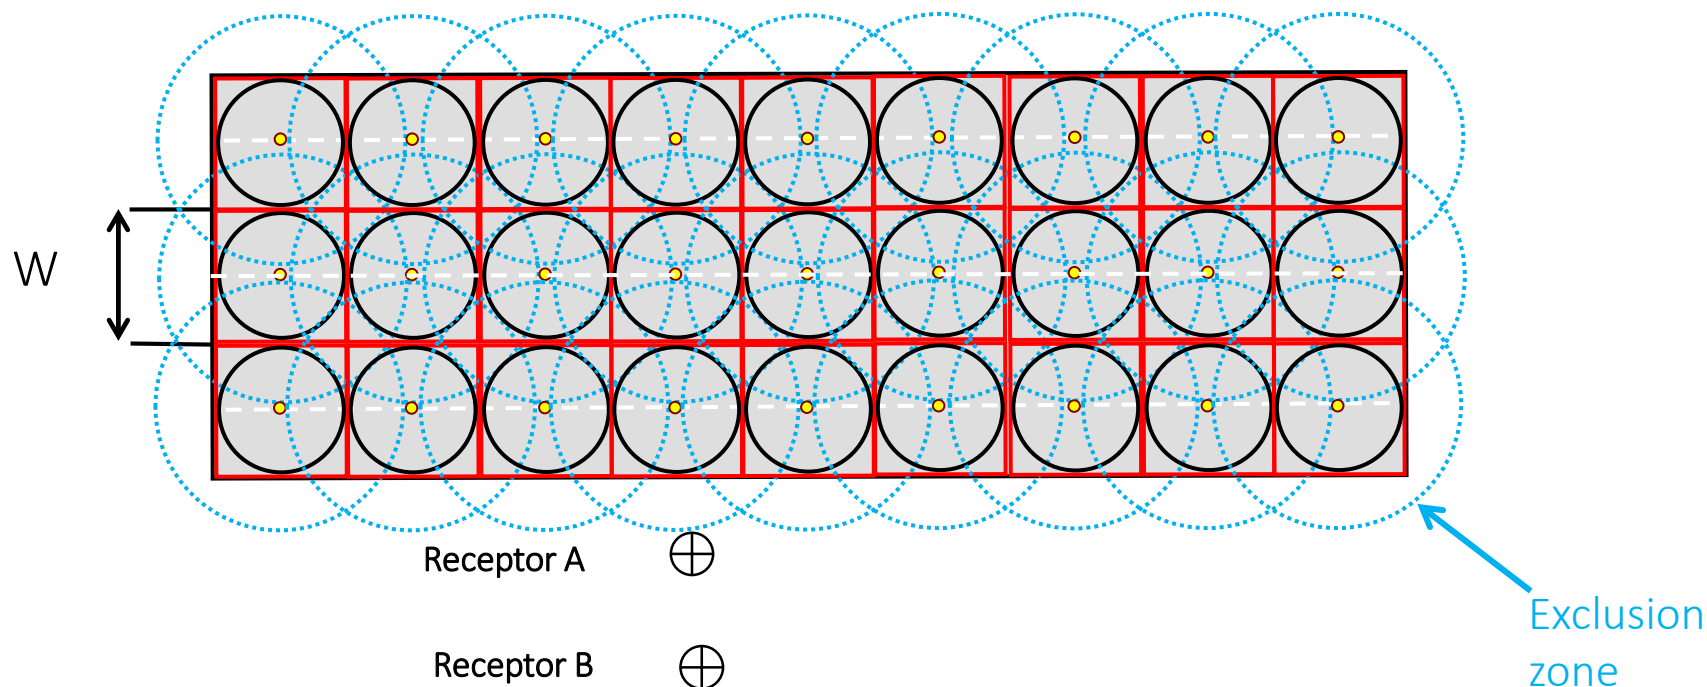 W
Receptor A
Receptor B
Exclusion
zone